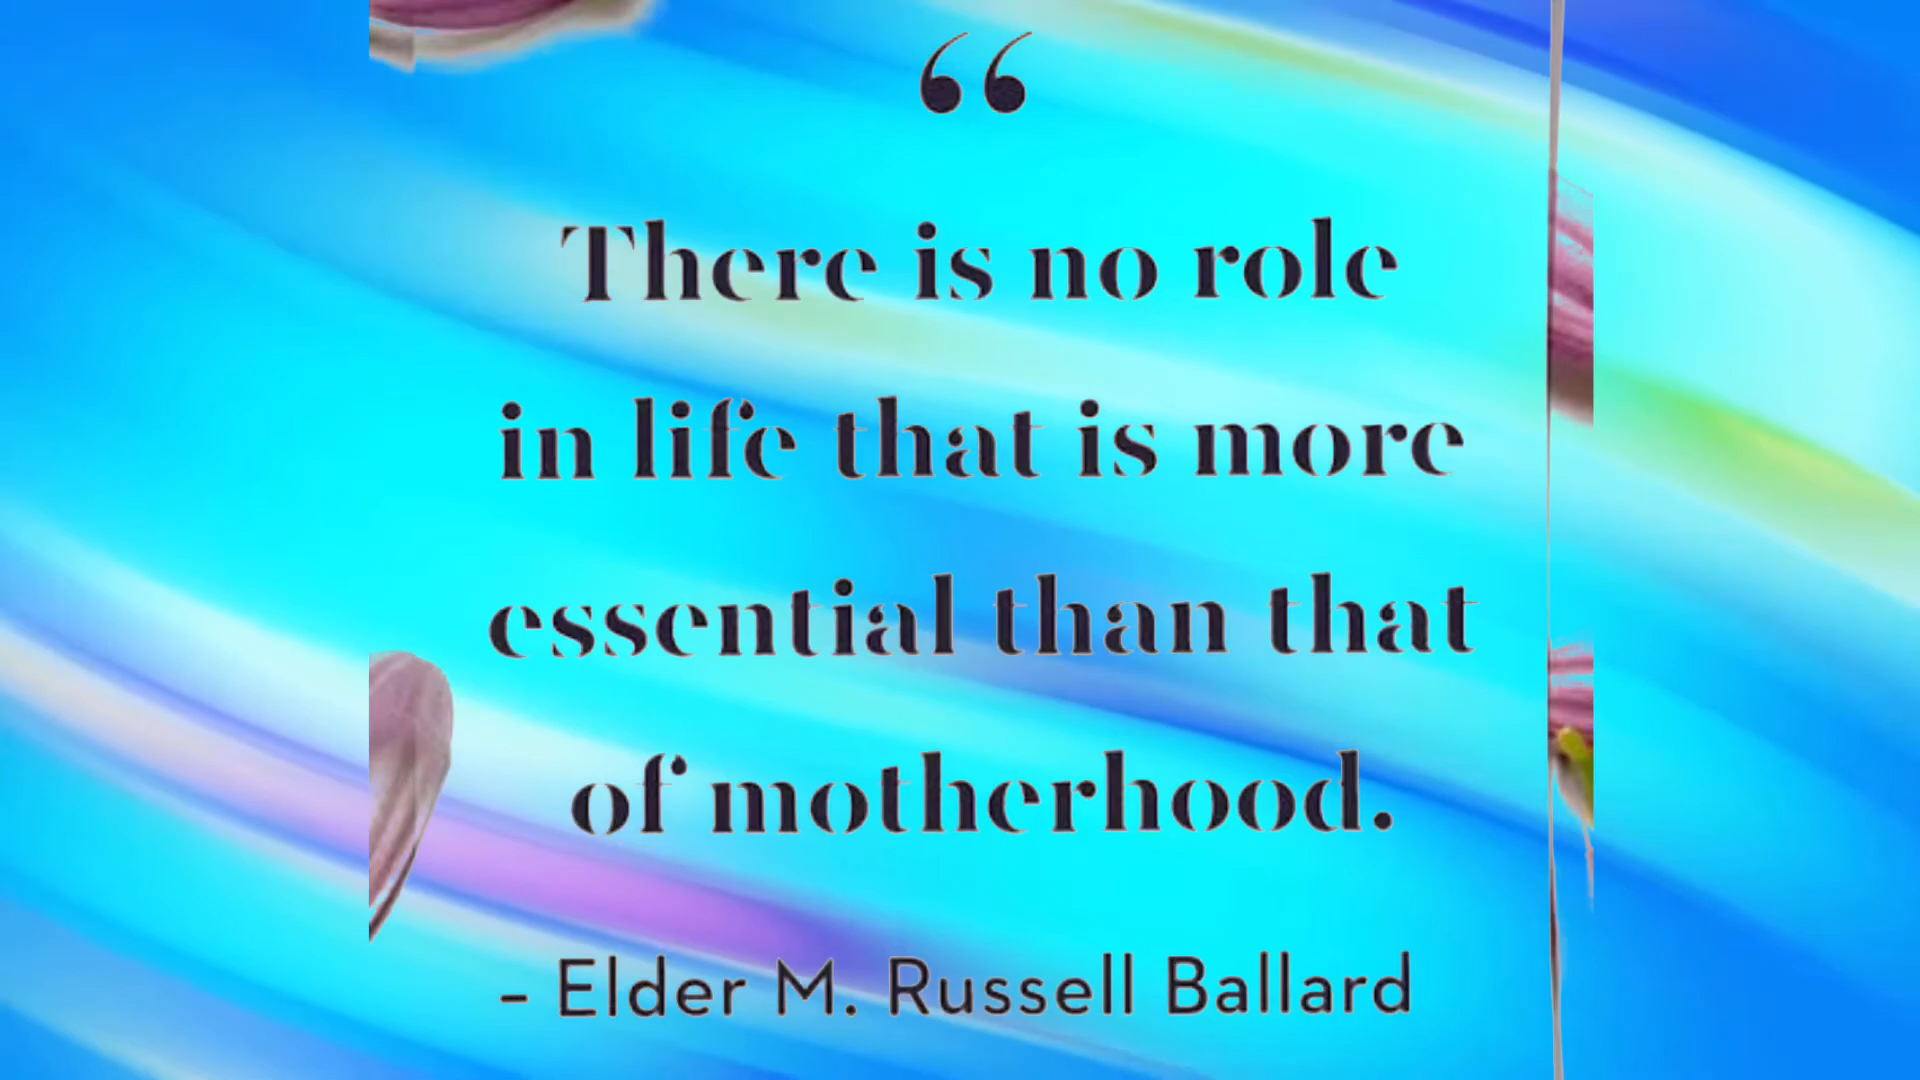 “
There is no role
in life that is more
essential than that
of motherhood.
– Elder M. Russell Ballard